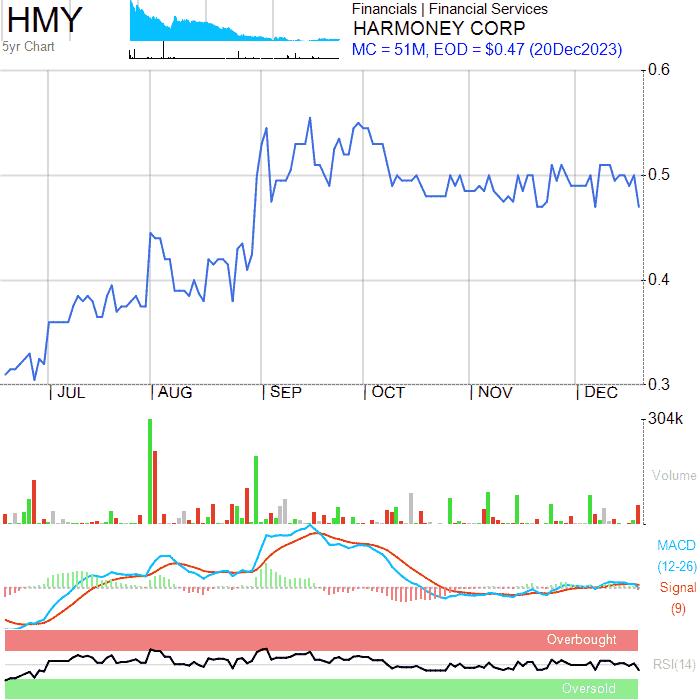 HMY
5yr Chart
Financials | Financial Services
HARMONEY CORP
MC = 51M, EOD = $0.47 (20Dec2023)
0.6
0.5
0.4
0.3
JUL
AUG
SEP
OCT
NOV
DEC
304k
Volume
MACD
(12-26)
Signal
(9)
Overbought
RSI(14)
Oversold